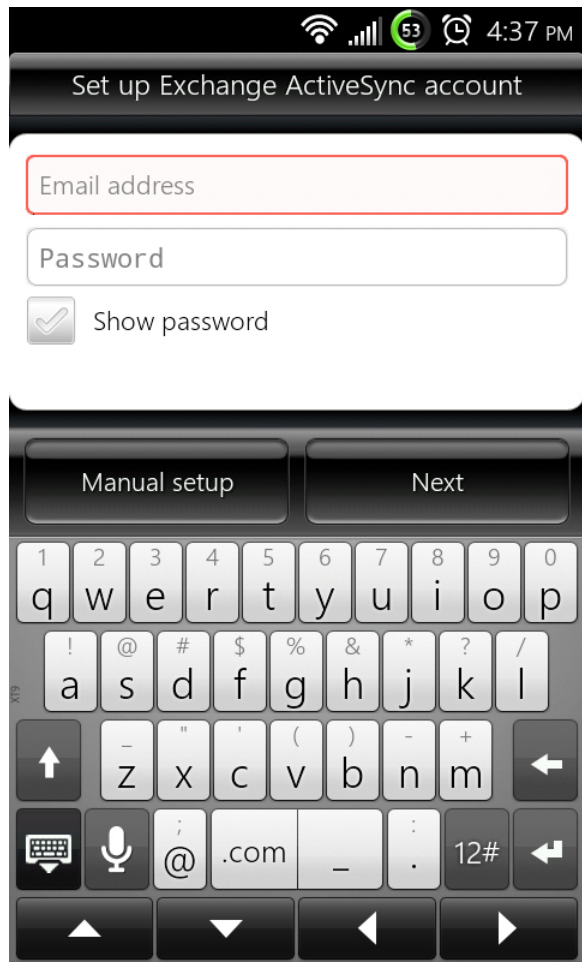 53 4:37 PM
Set up Exchange ActiveSync account
Email address
Password
Show password
Manual setup Next
1 2 3 4 5 6 7 8 9 0
q w e r t y u i o p
! @ # $ % & * ? /
a s d f g h j k l
XT9
_ " ' ( ) - +
z x c v b n m
; :
@ .com _ . 12#